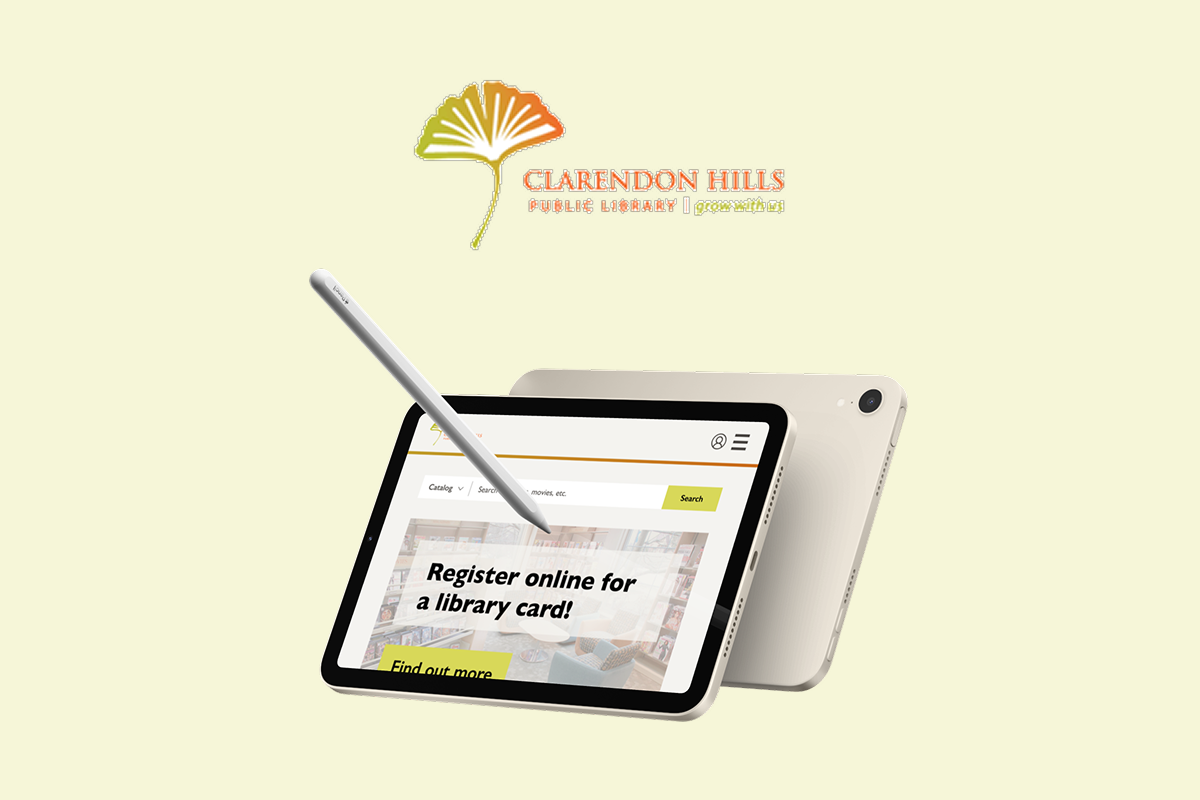 CLARENDON HILLS
PUBLIC LIBRARY | grow with us
Catalog
Search
movies, etc.
Search
Register online for
a library card!
Find out more